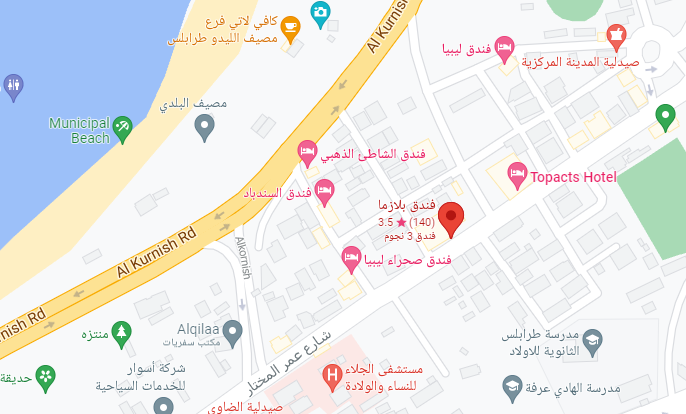 كافي لاتي فرع
مصيف الليدو طرابلس
Al Kurnish Rd
فندق ليبيا
صيدلية المدينة المركزية
مصيف البلدي
Municipal
Beach
فندق الشاطئ الذهبي
Topacts Hotel
فندق السندباد
فندق بلازما
3.5 ★ (140)
فندق 3 نجوم
Al Kurnish Rd
Alkornish
فندق صحراء ليبيا
nish Rd
Alqilaa
مكتب سفريات
منتزه
شارع عمر المختار
مدرسة طرابلس
الثانوية للاولاد
شركة أسوار
للخدمات السياحية
حديقة
مستشفى الجلاء
للنساء والولادة
مدرسة الهادي عرفة
صيدلية الضاوي